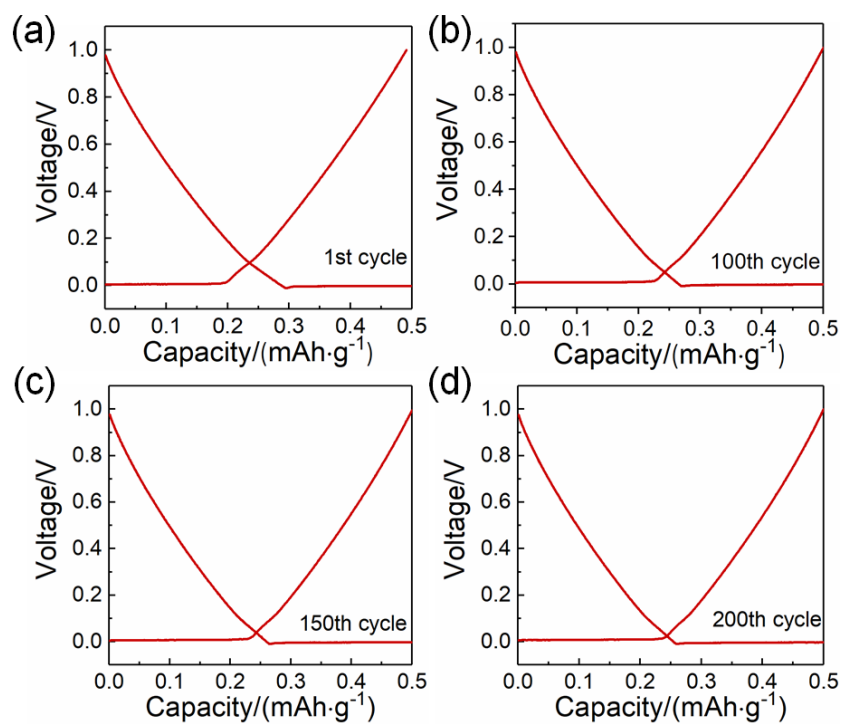 (a)
Voltage/V
1.0
0.8
0.6
0.4
0.2
0.0
1st cycle
0.0 0.1 0.2 0.3 0.4 0.5
Capacity/(mAh·g⁻¹)
(b)
Voltage/V
1.0
0.8
0.6
0.4
0.2
0.0
100th cycle
0.0 0.1 0.2 0.3 0.4 0.5
Capacity/(mAh·g⁻¹)
(c)
Voltage/V
1.0
0.8
0.6
0.4
0.2
0.0
150th cycle
0.0 0.1 0.2 0.3 0.4 0.5
Capacity/(mAh·g⁻¹)
(d)
Voltage/V
1.0
0.8
0.6
0.4
0.2
0.0
200th cycle
0.0 0.1 0.2 0.3 0.4 0.5
Capacity/(mAh·g⁻¹)